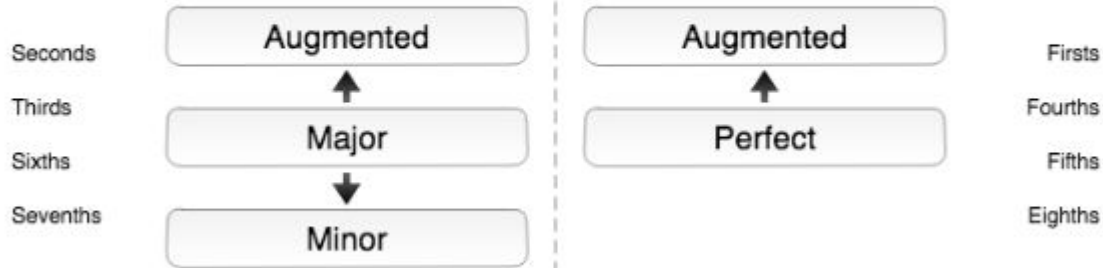 Seconds
Thirds
Sixths
Sevenths
Augmented
Major
Minor
Augmented
Perfect
Firsts
Fourths
Fifths
Eighths